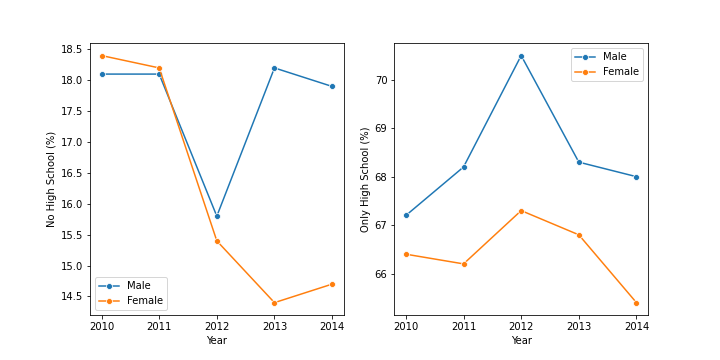 No High School (%)
18.5
18.0
17.5
17.0
16.5
16.0
15.5
15.0
14.5
Male
Female
2010 2011 2012 2013 2014
Year
Only High School (%)
70
69
68
67
66
Male
Female
2010 2011 2012 2013 2014
Year